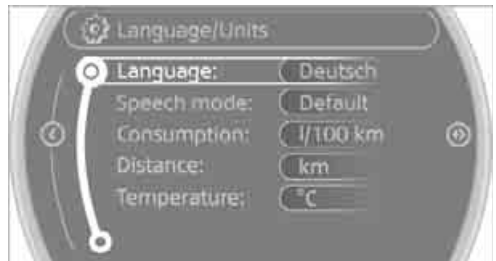 Language/Units
Language: Deutsch
Speech mode: Default
Consumption: l/100 km
Distance: km
Temperature: °C